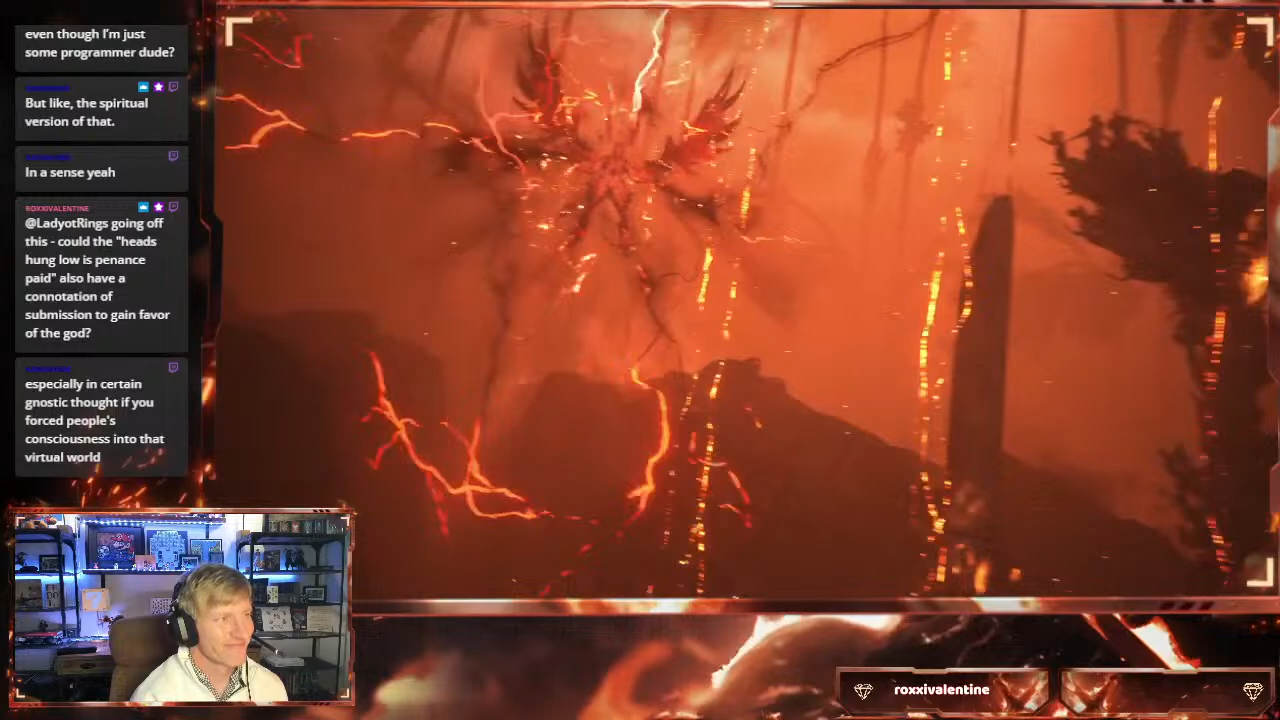 even though I'm just
some programmer dude?
But like, the spiritual
version of that.
In a sense yeah
ROXXIVALENTINE
@LadyotRings going off
this - could the "heads
hung low is penance
paid" also have a
connotation of
submission to gain favor
of the god?
especially in certain
gnostic thought if you
forced people's
consciousness into that
virtual world
roxxivalentine